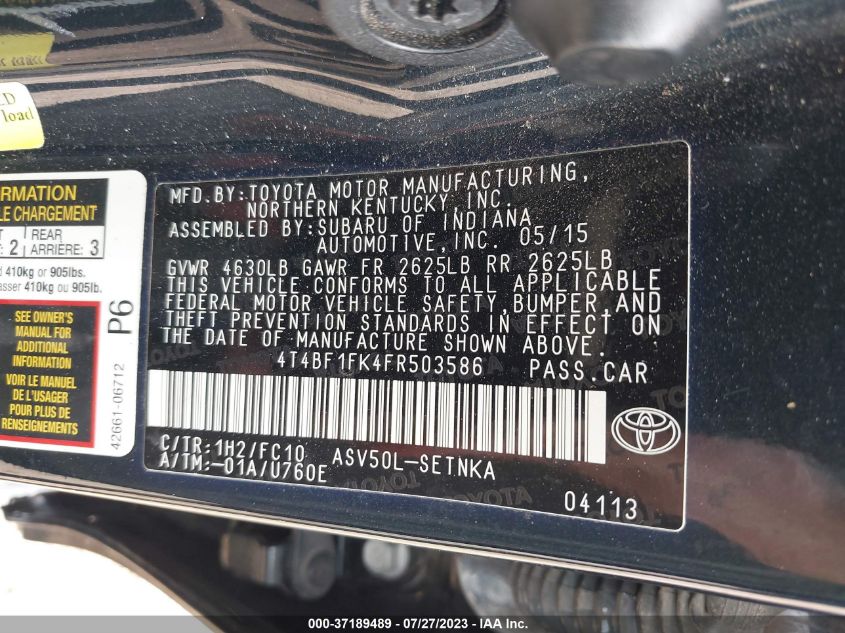 ED
load
FORMATION
LE CHARGEMENT
2 REAR ARRIÈRE: 3
410kg or 905lbs.
asser 410kg ou 905lb.
SEE OWNER'S
MANUAL FOR
ADDITIONAL
INFORMATION
VOIR LE MANUEL
DE L'USAGER
POUR PLUS DE
RENSEIGNEMENTS
P6
42661-06712
MFD.BY:TOYOTA MOTOR MANUFACTURING,
NORTHERN KENTUCKY,INC.
ASSEMBLED BY:SUBARU OF INDIANA
AUTOMOTIVE,INC. 05/15
GVWR 4630LB GAWR FR 2625LB RR 2625LB
THIS VEHICLE CONFORMS TO ALL APPLICABLE
FEDERAL MOTOR VEHICLE SAFETY,BUMPER,AND
THEFT PREVENTION STANDARDS IN EFFECT ON
THE DATE OF MANUFACTURE SHOWN ABOVE.
4T4BF1FK4FR503586 PASS.CAR
C/TR:1H2/FC10 ASV50L-SETNKA
A/TM:-01A/U760E
04113
000-37189489 - 07/27/2023 - IAA Inc.